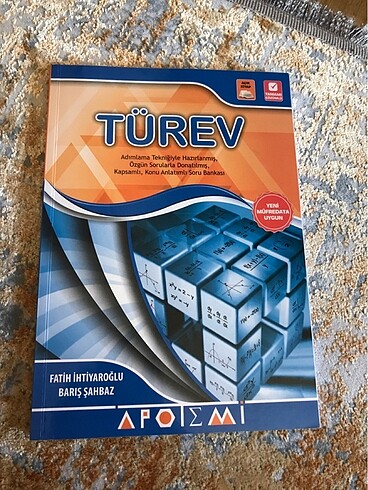 TÜREV
Adımlama Tekniğiyle Hazırlanmış,
Özgün Sorularla Donatılmış,
Kapsamlı, Konu Anlatımlı Soru Bankası
YENİ
MÜFREDATA
UYGUN
FATİH İHTİYAROĞLU
BARIŞ ŞAHBAZ
APOTEMİ